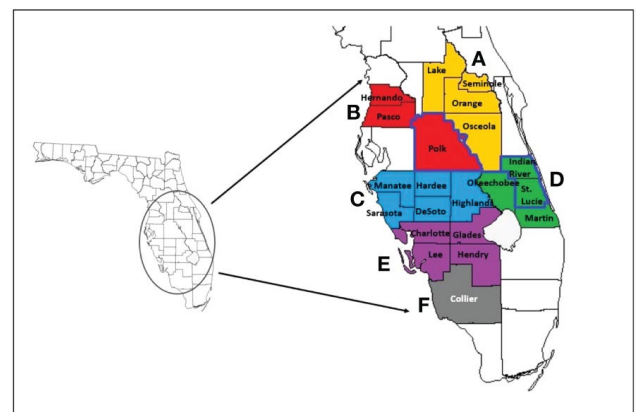 A
Lake
Seminole
Hernando
Orange
B
Pasco
Osceola
Polk
Indian
River
D
Okeechobee
St.
Lucie
Manatee
Hardee
C
Highlands
Sarasota
DeSoto
Martin
Charlotte
Glades
E
Lee
Hendry
F
Collier